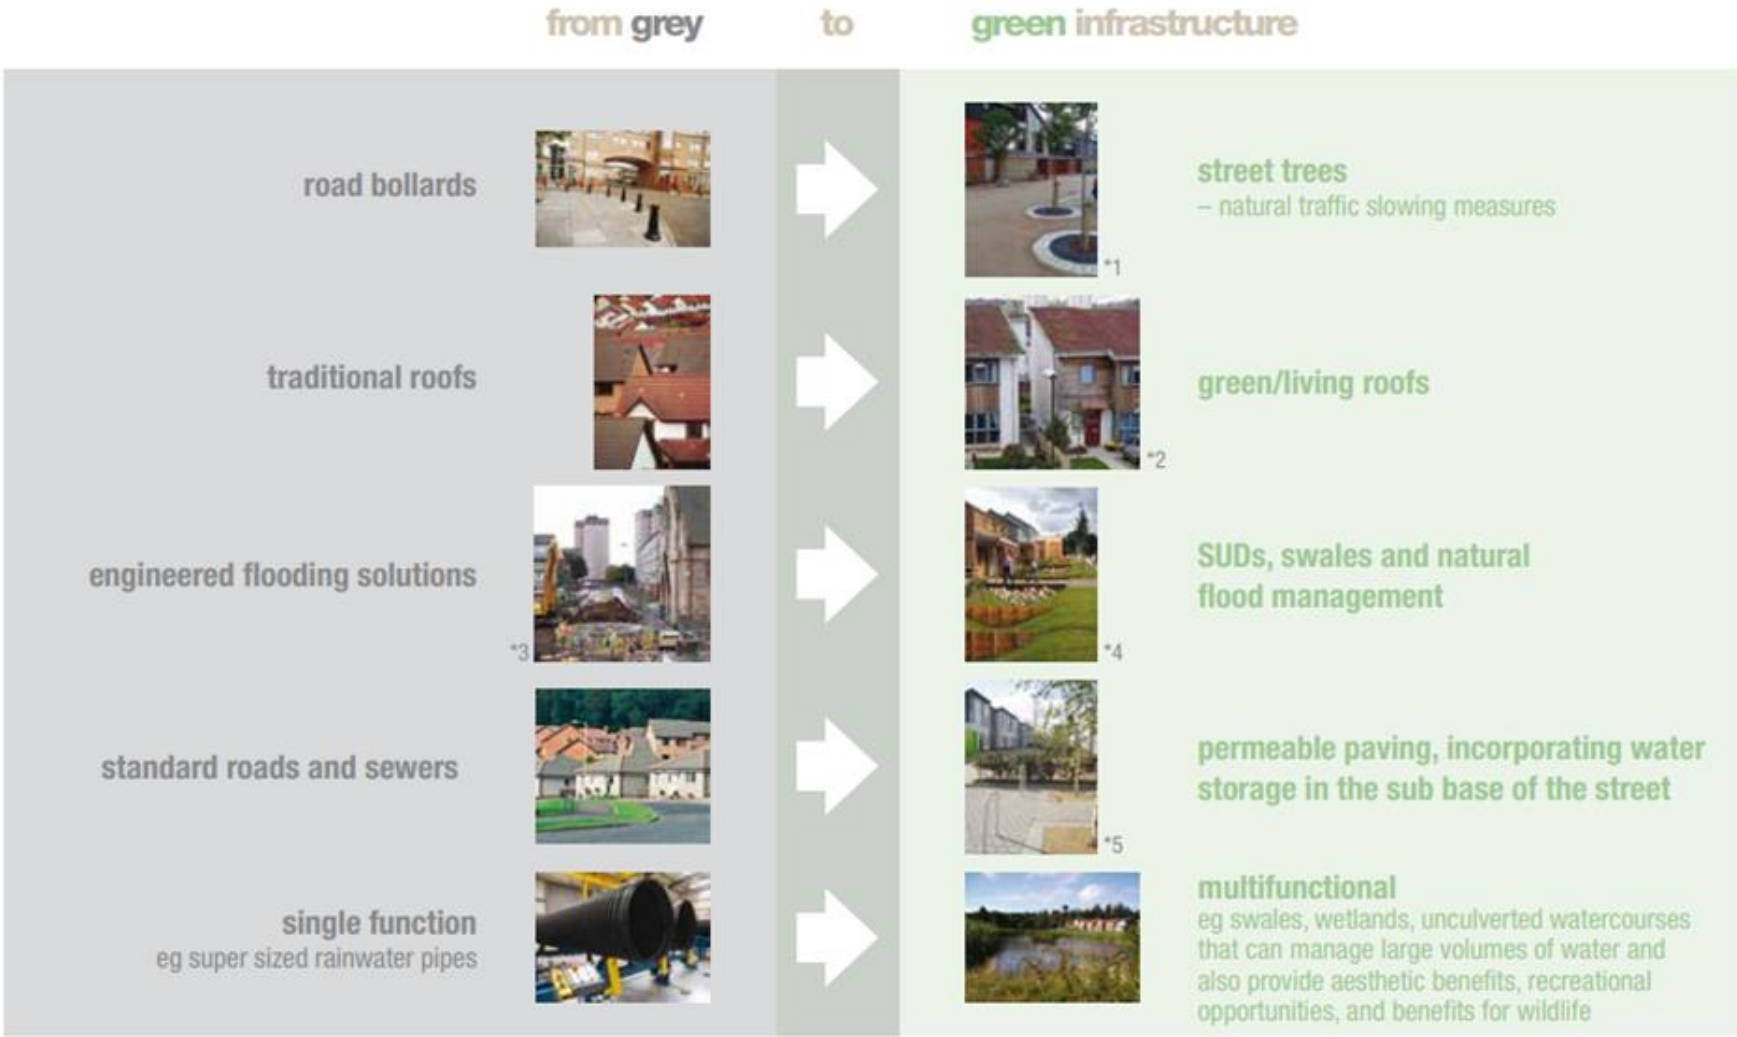 from grey to green infrastructure
road bollards
street trees
– natural traffic slowing measures
*1
traditional roofs
green/living roofs
*2
engineered flooding solutions
*3
SUDs, swales and natural
flood management
*4
standard roads and sewers
permeable paving, incorporating water
storage in the sub base of the street
*5
single function
eg super sized rainwater pipes
multifunctional
eg swales, wetlands, unculverted watercourses
that can manage large volumes of water and
also provide aesthetic benefits, recreational
opportunities, and benefits for wildlife